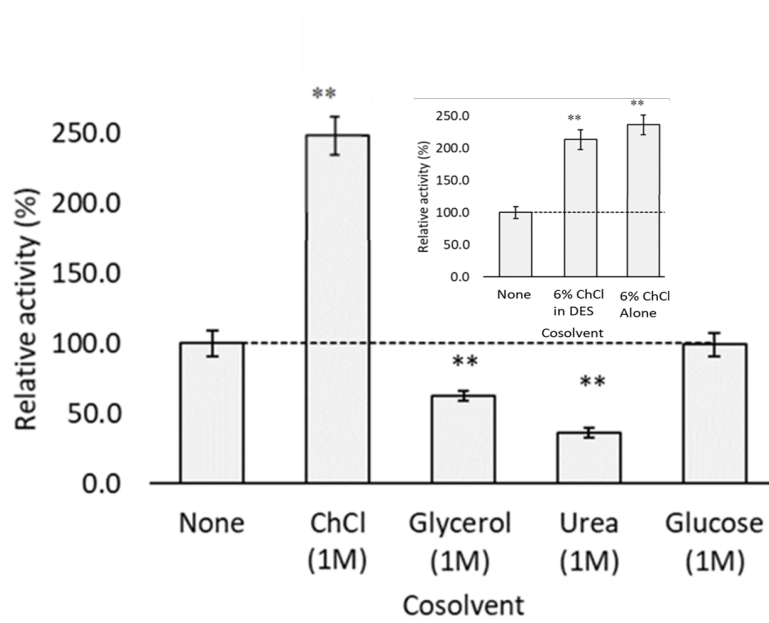 **
250.0
200.0
150.0
100.0
50.0
0.0
Relative activity (%)
**
**
None
ChCl
(1M)
Glycerol
(1M)
Urea
(1M)
Glucose
(1M)
Cosolvent
**
**
250.0
200.0
150.0
100.0
50.0
0.0
Relative activity (%)
None
6% ChCl
in DES
6% ChCl
Alone
Cosolvent